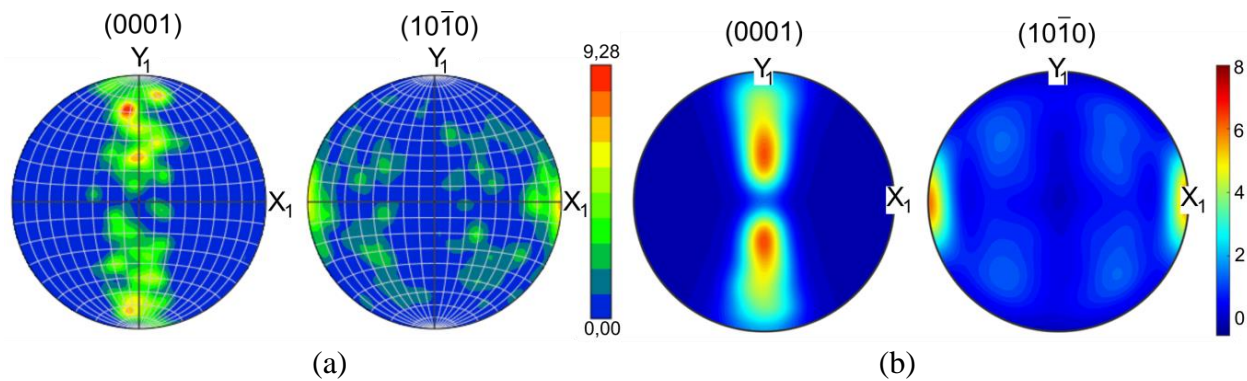 (0001)
Y₁
X₁
(101̄0)
Y₁
X₁
9,28
0,00
(a)
(0001)
Y₁
X₁
(101̄0)
Y₁
X₁
8
6
4
2
0
(b)